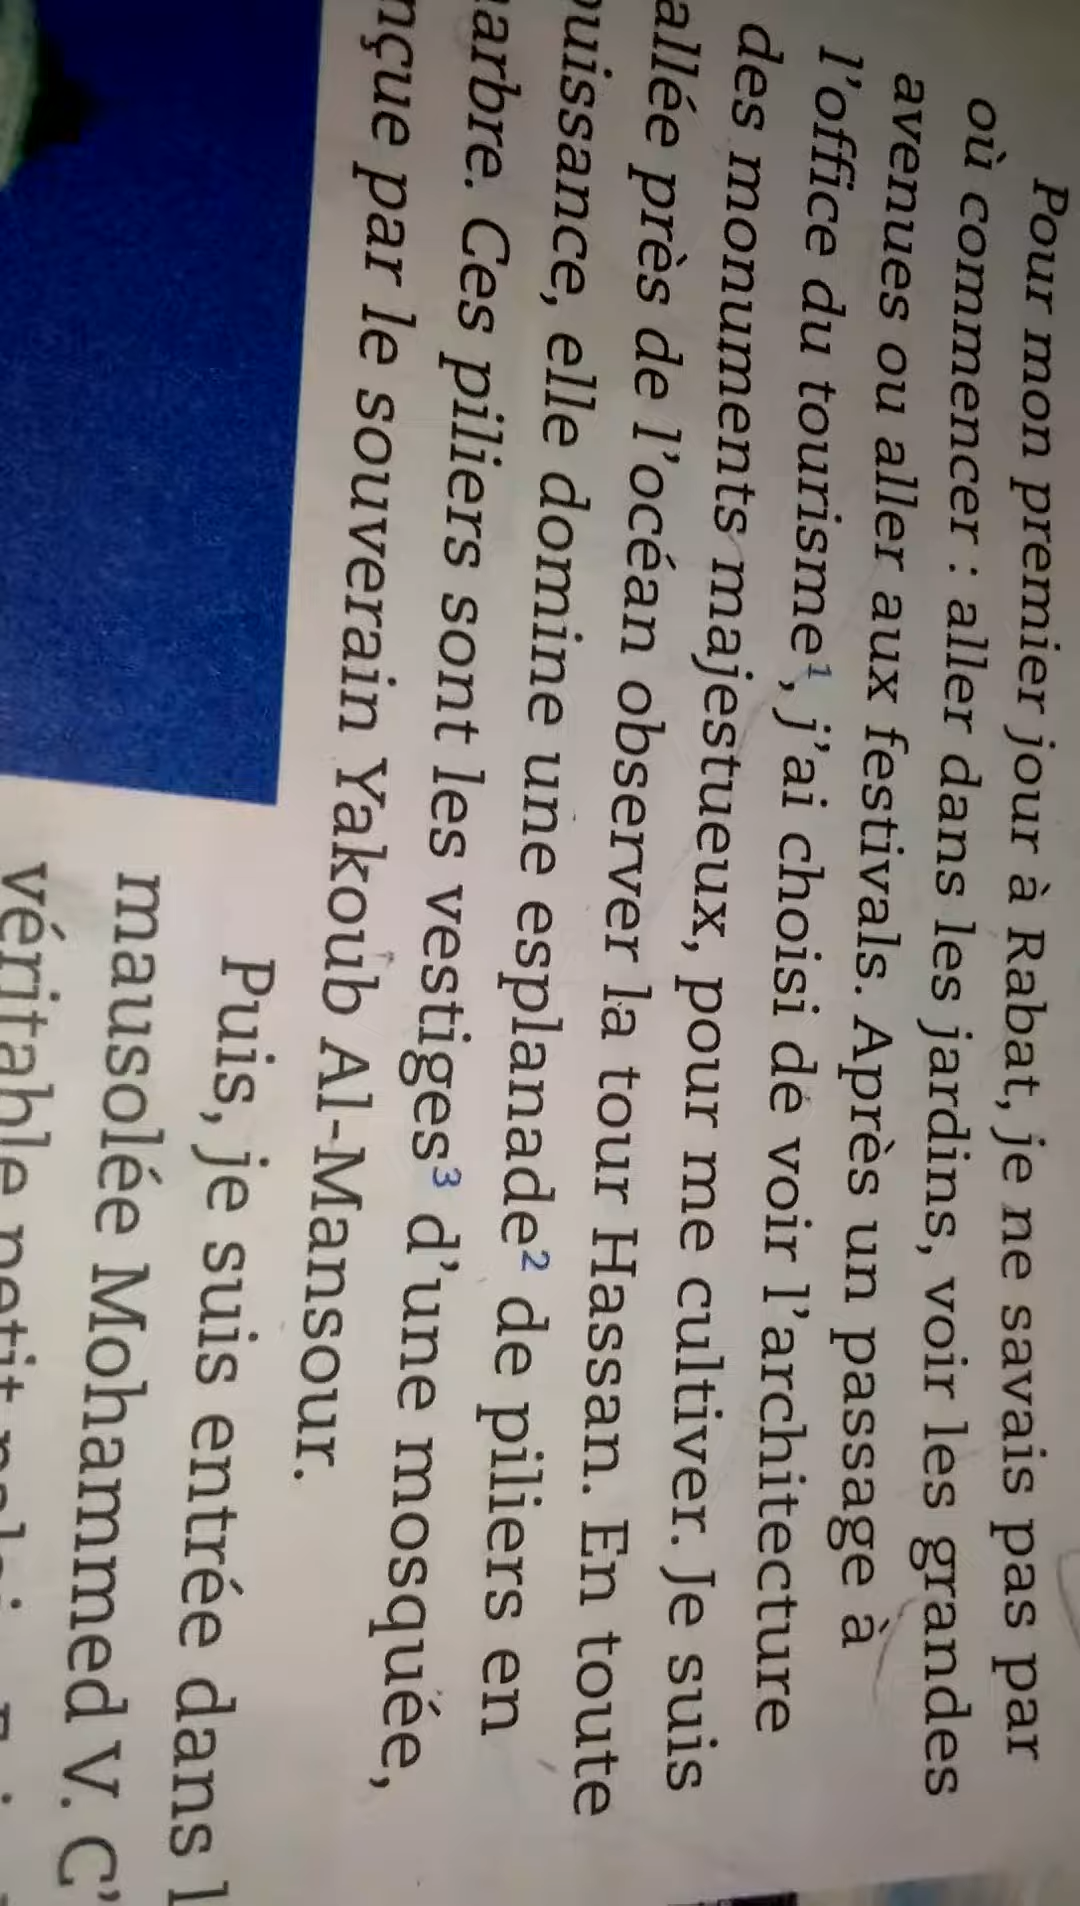 Pour mon premier jour à Rabat, je ne savais pas par
où commencer : aller dans les jardins, voir les grandes
avenues ou aller aux festivals. Après un passage à
l'office du tourisme¹, j'ai choisi de voir l'architecture
des monuments majestueux, pour me cultiver. Je suis
allée près de l'océan observer la tour Hassan. En toute
puissance, elle domine une esplanade² de piliers en
marbre. Ces piliers sont les vestiges³ d'une mosquée,
nçue par le souverain Yakoub Al-Mansour.
Puis, je suis entrée dans l
mausolée Mohammed V. C'
véritable petit